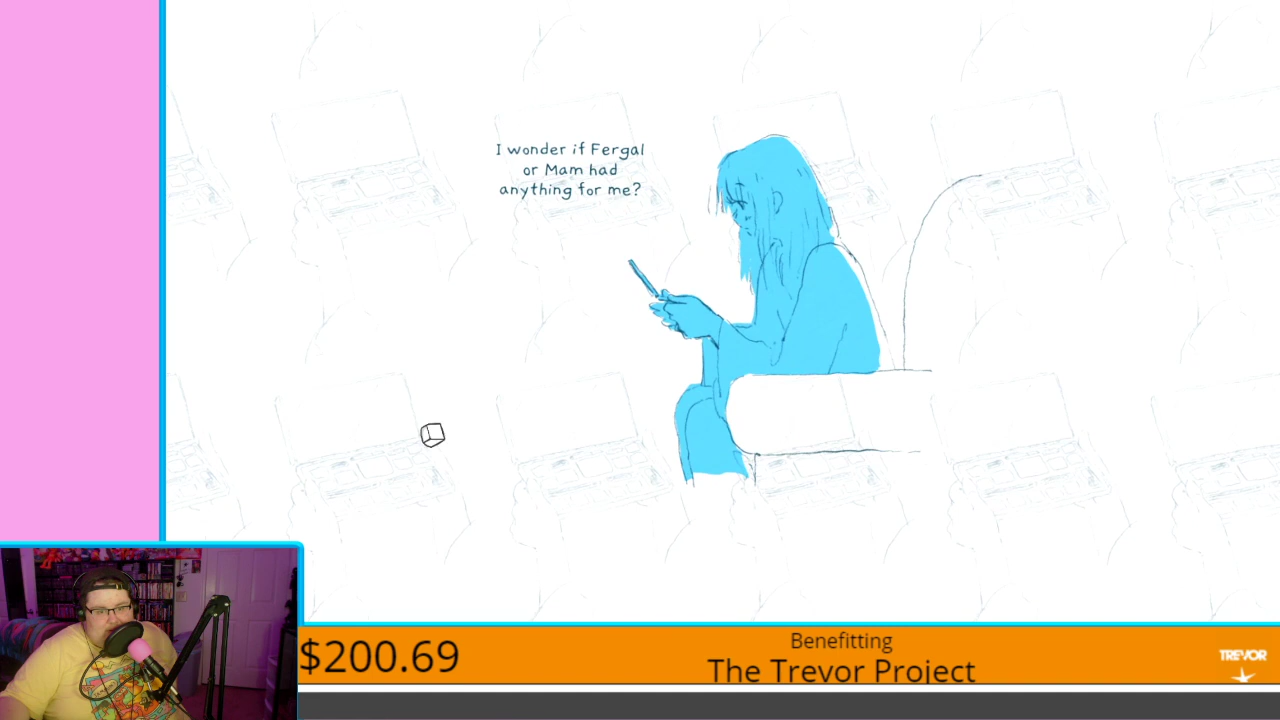 I wonder if Fergal
or Mam had
anything for me?
$200.69
Benefitting
The Trevor Project
TREVOR